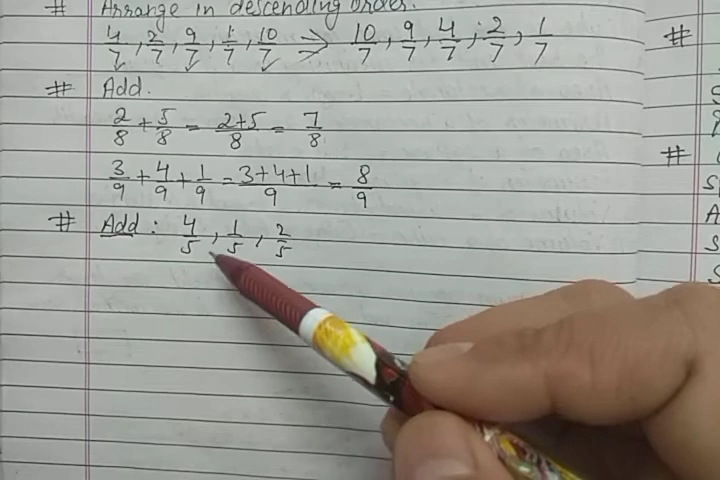 # Arrange in descending order.
4/7, 2/7, 9/7, 1/7, 10/7 ⇒ 10/7, 9/7, 4/7, 2/7, 1/7
# Add.
2/8 + 5/8 = 2+5/8 = 7/8
3/9 + 4/9 + 1/9 = 3+4+1/9 = 8/9
# Add : 4/5, 1/5, 2/5
#
#